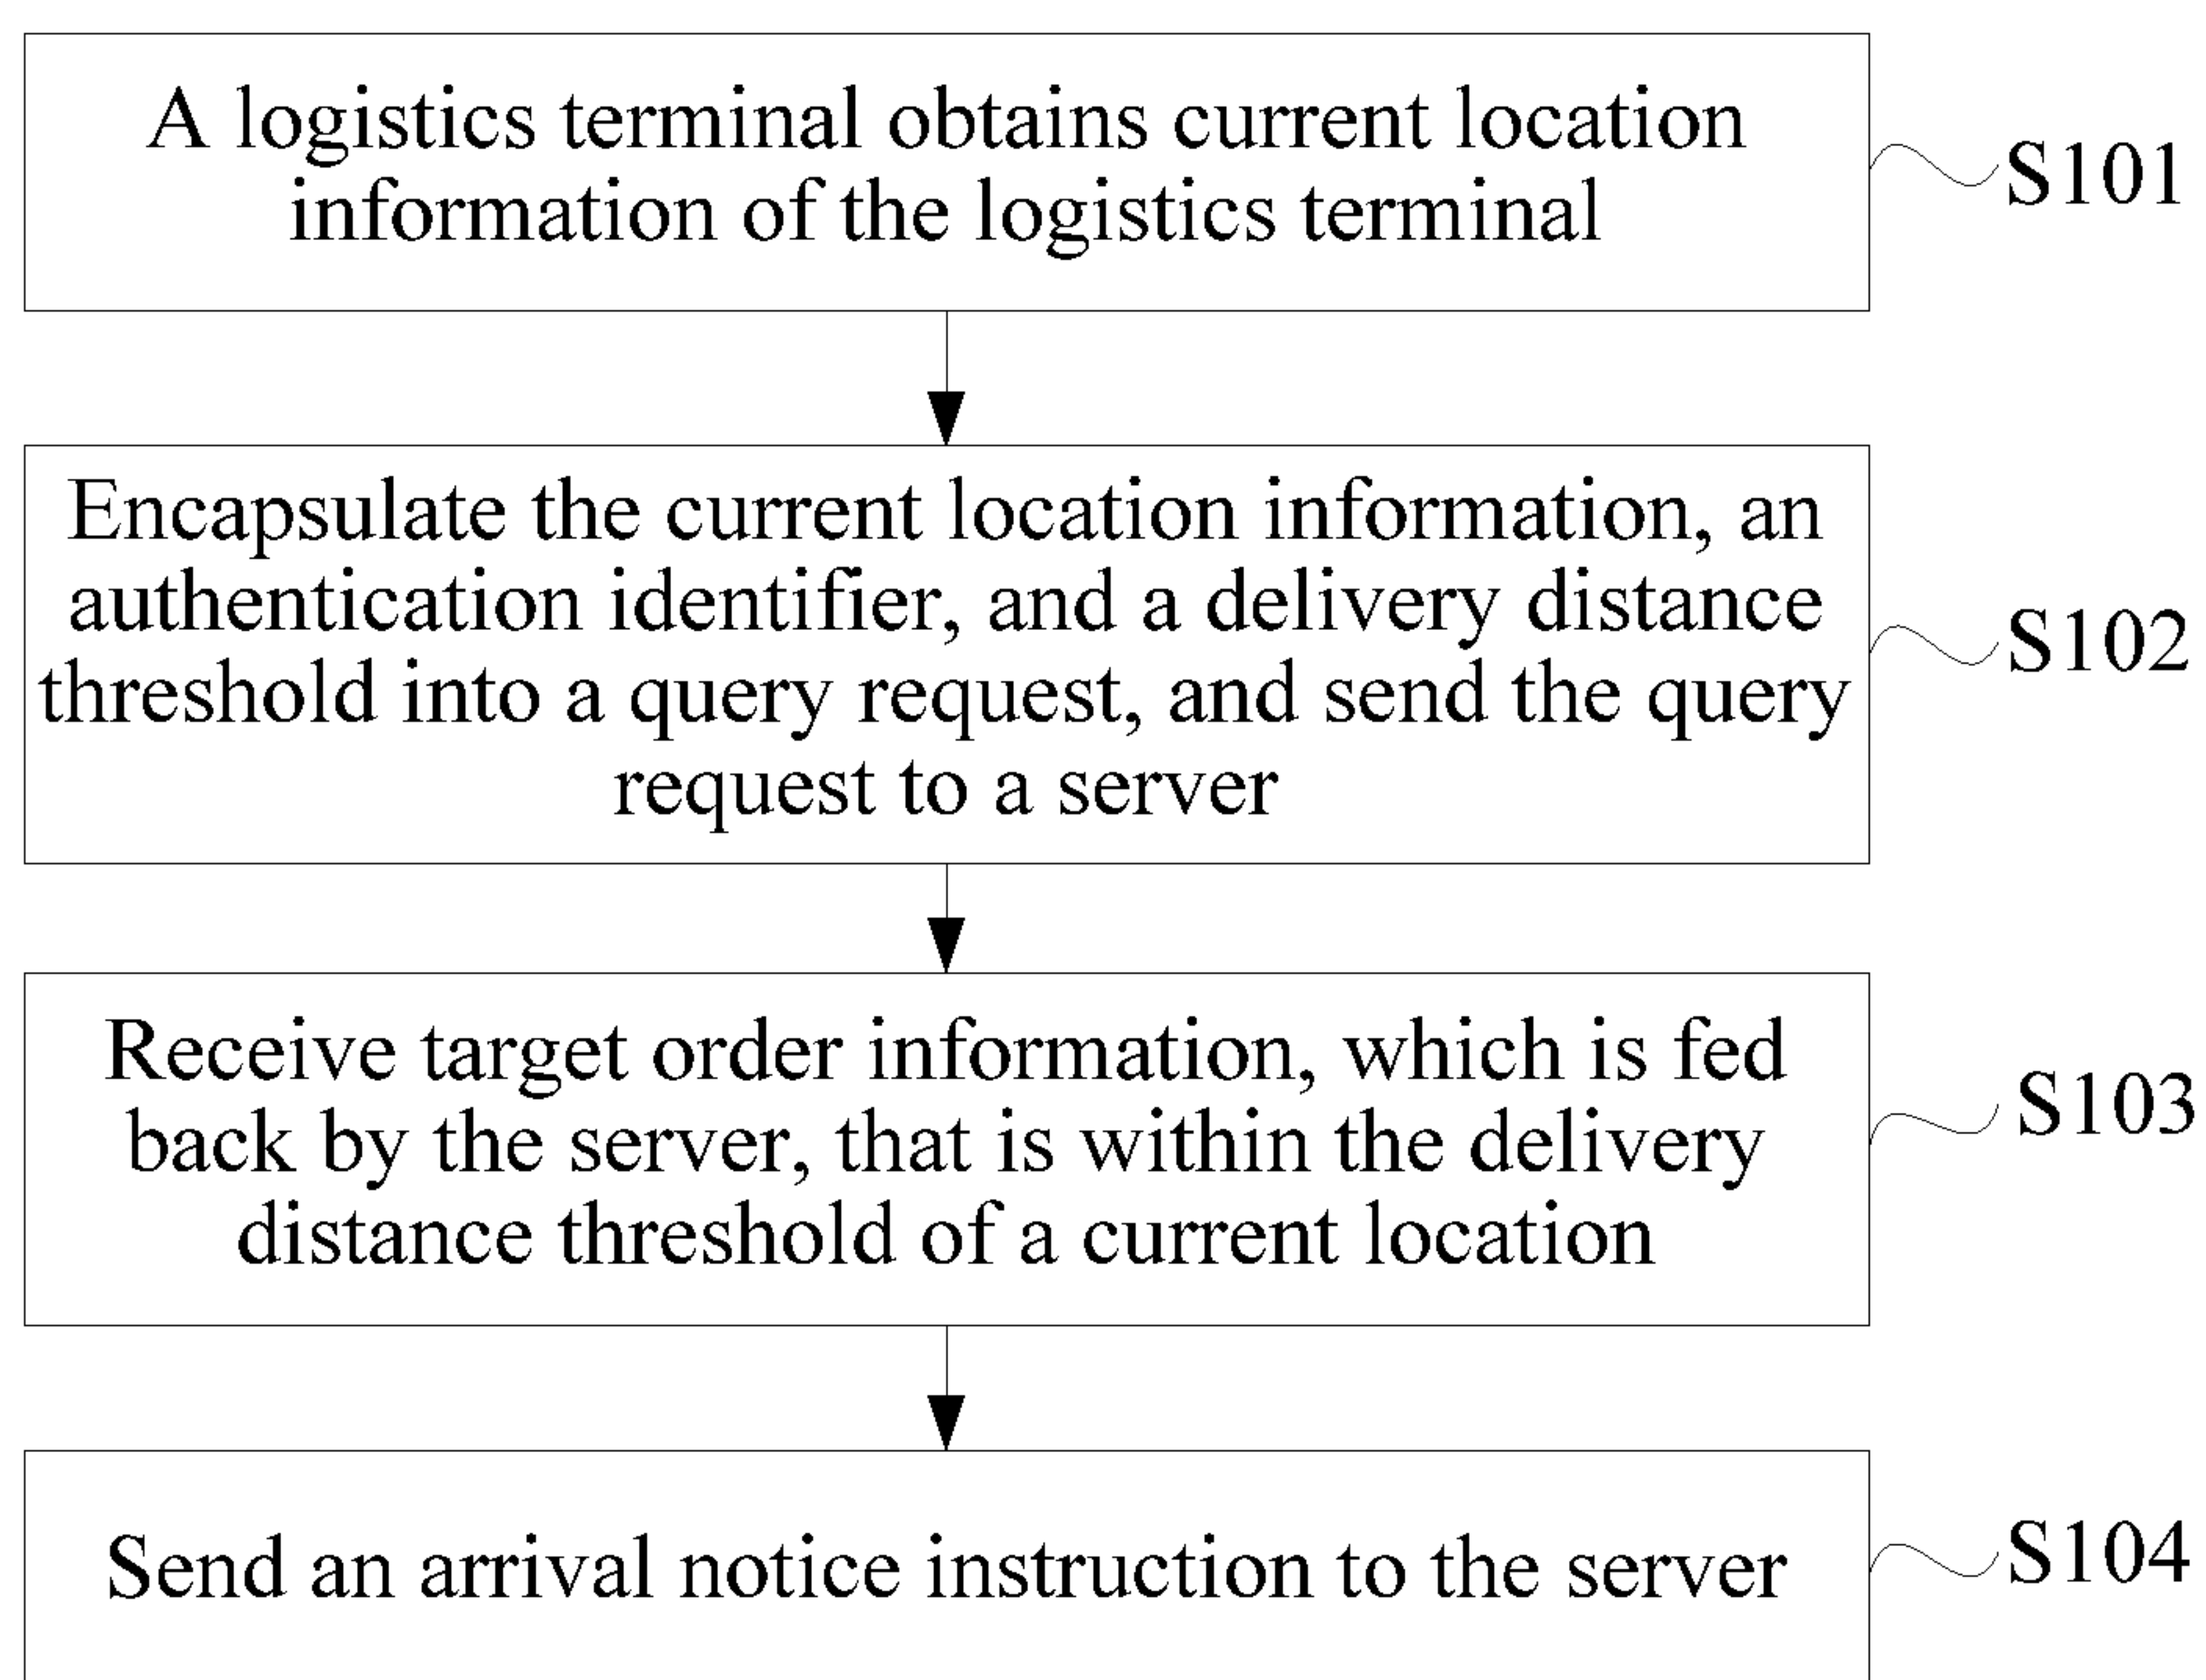 A logistics terminal obtains current location
information of the logistics terminal
S101
Encapsulate the current location information, an
authentication identifier, and a delivery distance
threshold into a query request, and send the query
request to a server
S102
Receive target order information, which is fed
back by the server, that is within the delivery
distance threshold of a current location
S103
Send an arrival notice instruction to the server
S104